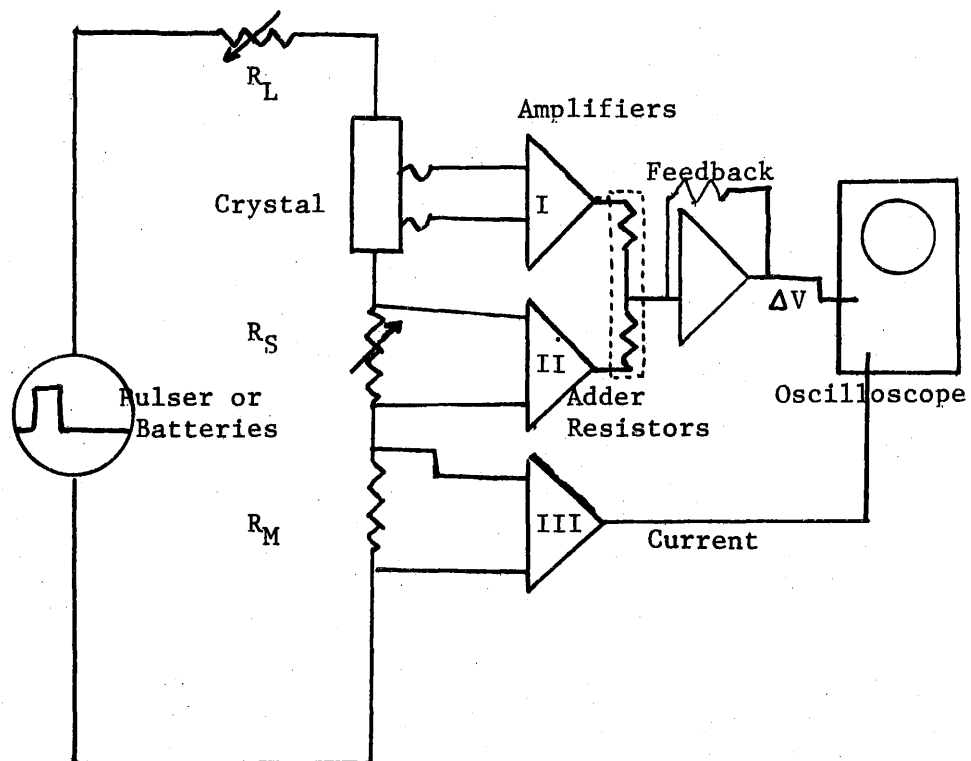 R_L
Amplifiers
Feedback
Crystal
I
ΔV
R_S
II
Oscilloscope
Pulser or
Batteries
Adder
Resistors
R_M
III
Current